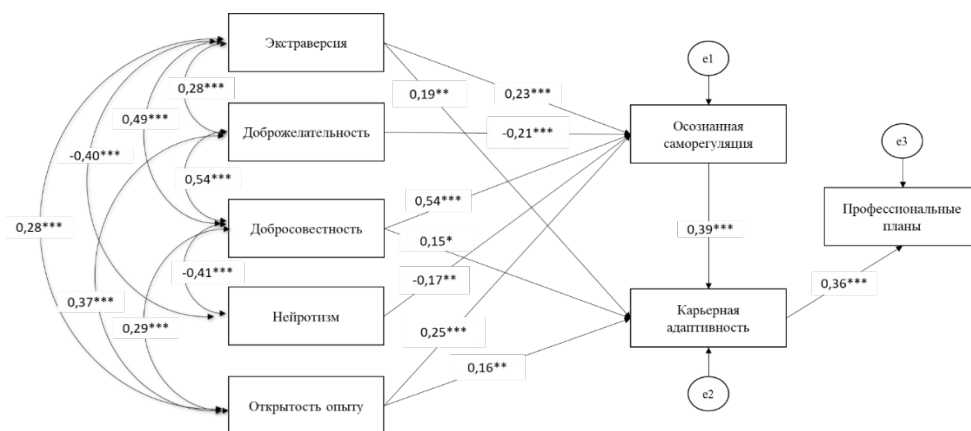 Экстраверсия
e1
0,28***
0,19**
0,23***
0,49***
Доброжелательность
-0,21***
Осознанная
саморегуляция
e3
-0,40***
0,54***
0,54***
Профессиональные
планы
0,28***
Добросовестность
0,15*
0,39***
-0,41***
-0,17**
0,36***
0,37***
Нейротизм
Карьерная
адаптивность
0,29***
0,25***
0,16**
Открытость опыту
e2